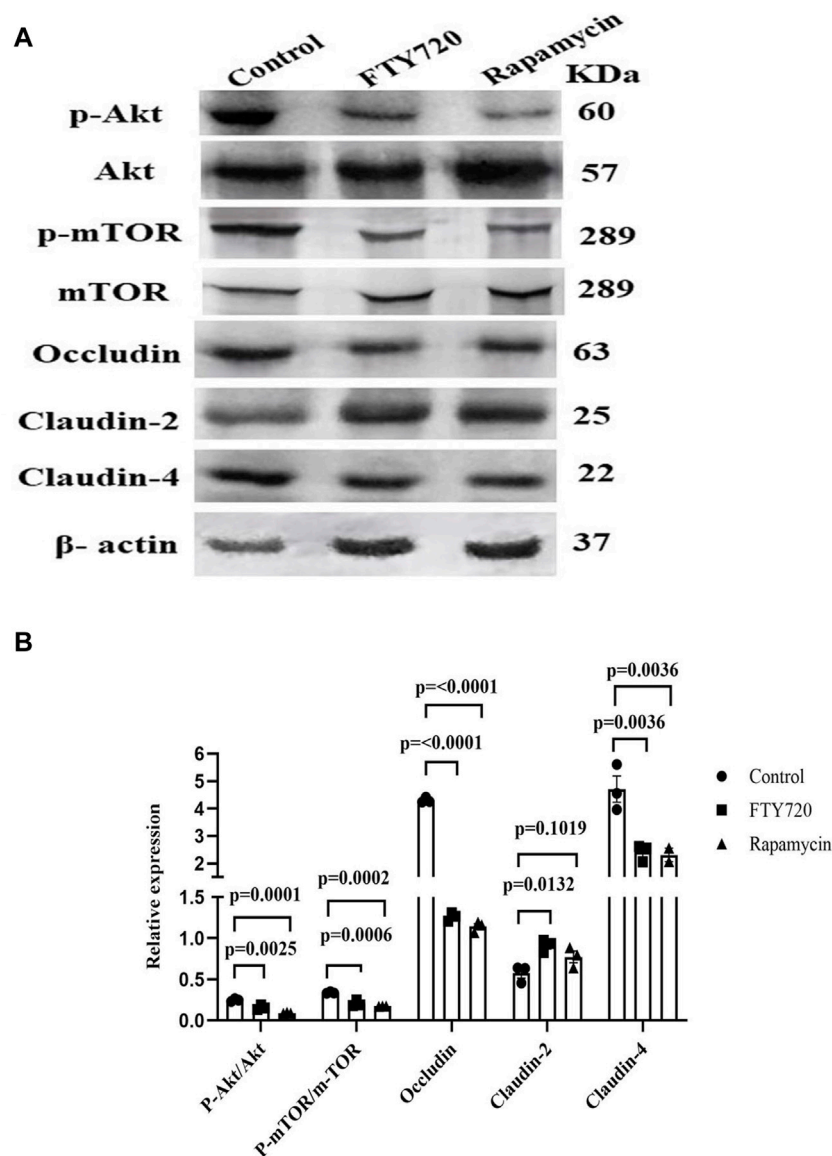 A
Control FTY720 Rapamycin KDa
p-Akt 60
Akt 57
p-mTOR 289
mTOR 289
Occludin 63
Claudin-2 25
Claudin-4 22
β- actin 37
B
p=<0.0001
p=<0.0001
p=0.0036
p=0.0036
p=0.0001
p=0.0025
p=0.0002
p=0.0006
p=0.1019
p=0.0132
Control
FTY720
Rapamycin
Relative expression
6
5
4
3
2
1.5
1.0
0.5
0.0
P-Akt/Akt
P-mTOR/m-TOR
Occludin
Claudin-2
Claudin-4